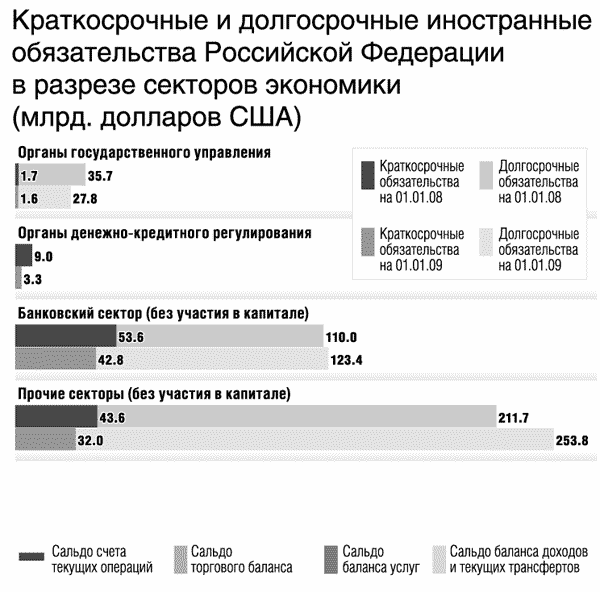 Краткосрочные и долгосрочные иностранные
обязательства Российской Федерации
в разрезе секторов экономики
(млрд. долларов США)
Органы государственного управления
1.7 35.7
1.6 27.8
Краткосрочные
обязательства
на 01.01.08
Долгосрочные
обязательства
на 01.01.08
Краткосрочные
обязательства
на 01.01.09
Долгосрочные
обязательства
на 01.01.09
Органы денежно-кредитного регулирования
9.0
3.3
Банковский сектор (без участия в капитале)
53.6 110.0
42.8 123.4
Прочие секторы (без участия в капитале)
43.6 211.7
32.0 253.8
Сальдо счета
текущих операций
Сальдо
торгового баланса
Сальдо
баланса услуг
Сальдо баланса доходов
и текущих трансфертов